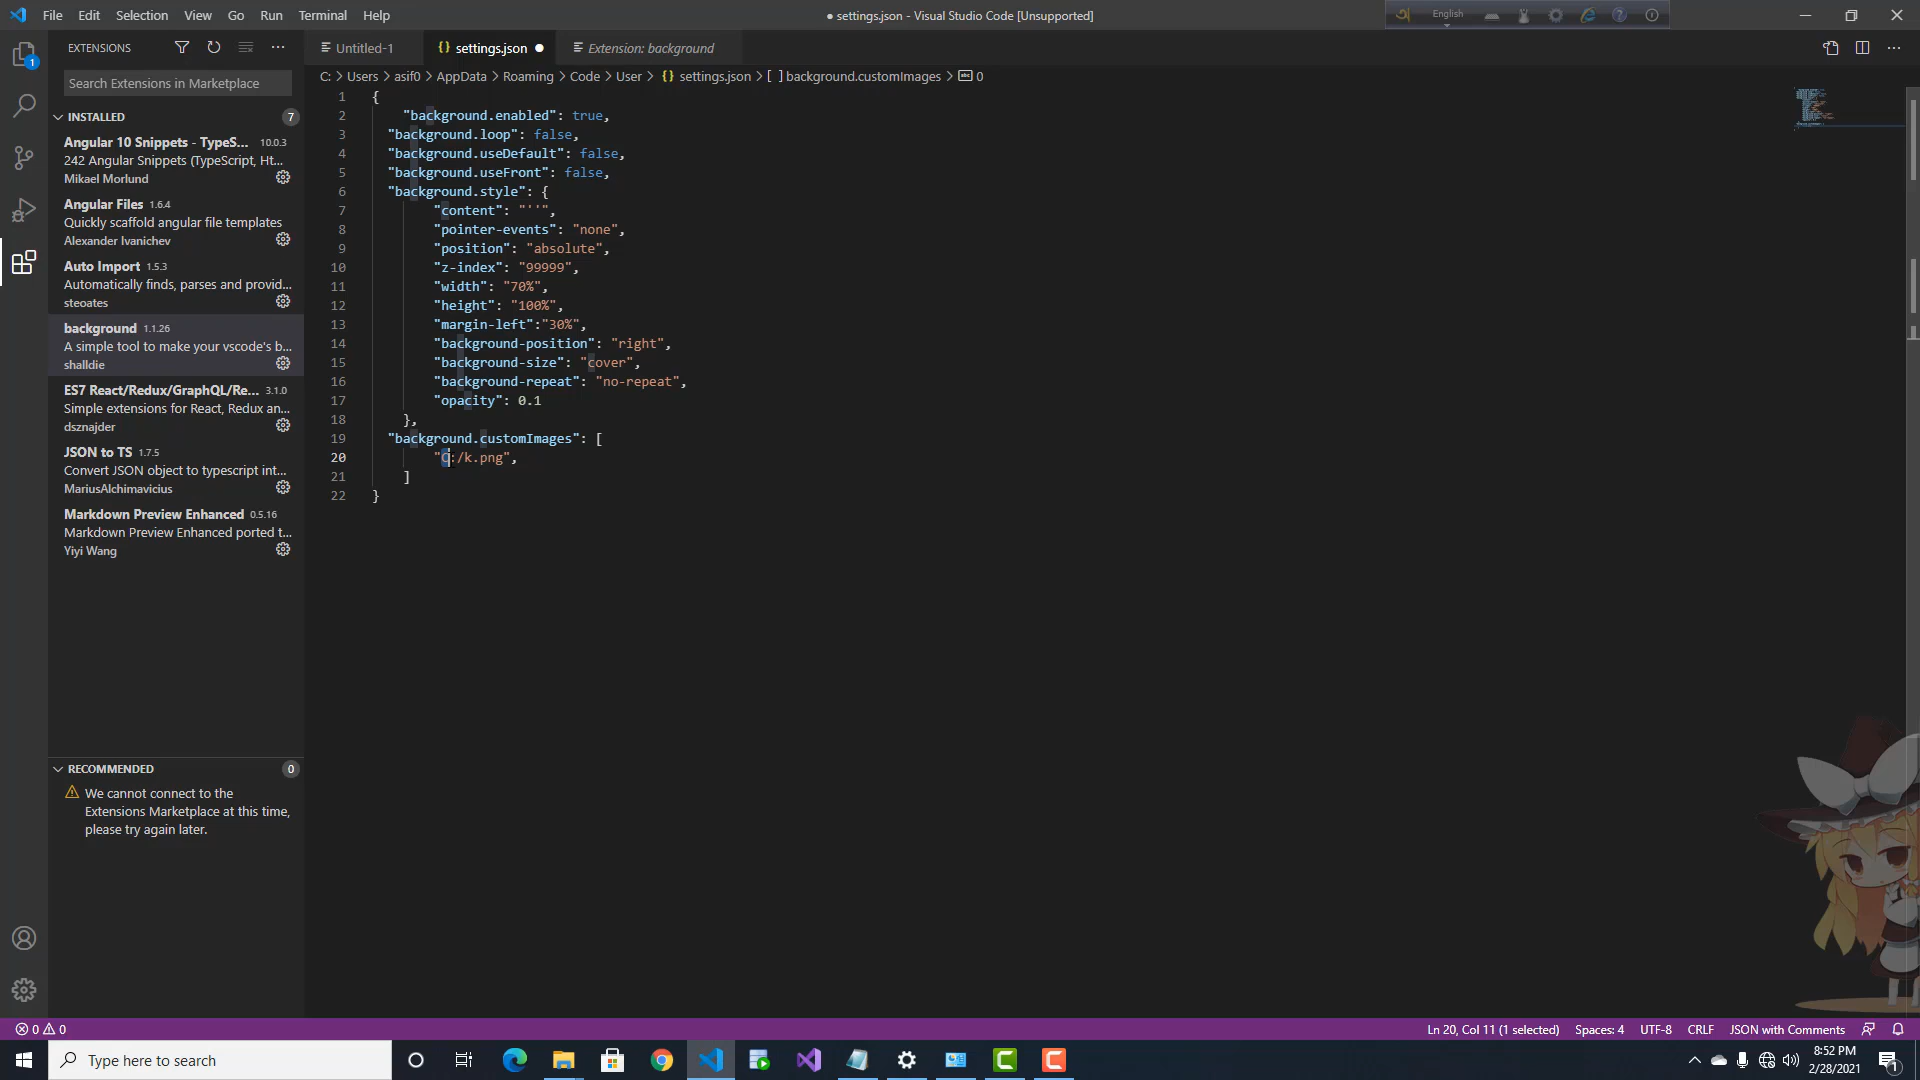 File Edit Selection View Go Run Terminal Help
● settings.json - Visual Studio Code [Unsupported]
English
EXTENSIONS
Untitled-1
{} settings.json ●
Extension: background
Search Extensions in Marketplace
C: > Users > asif0 > AppData > Roaming > Code > User > {} settings.json > [ ] background.customImages > 0
INSTALLED 7
Angular 10 Snippets - TypeS... 10.0.3
242 Angular Snippets (TypeScript, Ht...
Mikael Morlund
Angular Files 1.6.4
Quickly scaffold angular file templates
Alexander Ivanichev
Auto Import 1.5.3
Automatically finds, parses and provid...
steoates
background 1.1.26
A simple tool to make your vscode's b...
shalldie
ES7 React/Redux/GraphQL/Re... 3.1.0
Simple extensions for React, Redux an...
dsznajder
JSON to TS 1.7.5
Convert JSON object to typescript int...
MariusAlchimavicius
Markdown Preview Enhanced 0.5.16
Markdown Preview Enhanced ported t...
Yiyi Wang
RECOMMENDED 0
We cannot connect to the
Extensions Marketplace at this time,
please try again later.
1 {
2 "background.enabled": true,
3 "background.loop": false,
4 "background.useDefault": false,
5 "background.useFront": false,
6 "background.style": {
7 "content": "''",
8 "pointer-events": "none",
9 "position": "absolute",
10 "z-index": "99999",
11 "width": "70%",
12 "height": "100%",
13 "margin-left":"30%",
14 "background-position": "right",
15 "background-size": "cover",
16 "background-repeat": "no-repeat",
17 "opacity": 0.1
18 },
19 "background.customImages": [
20 "C:/k.png",
21 ]
22 }
0 0
Ln 20, Col 11 (1 selected) Spaces: 4 UTF-8 CRLF JSON with Comments
Type here to search
8:52 PM
2/28/2021